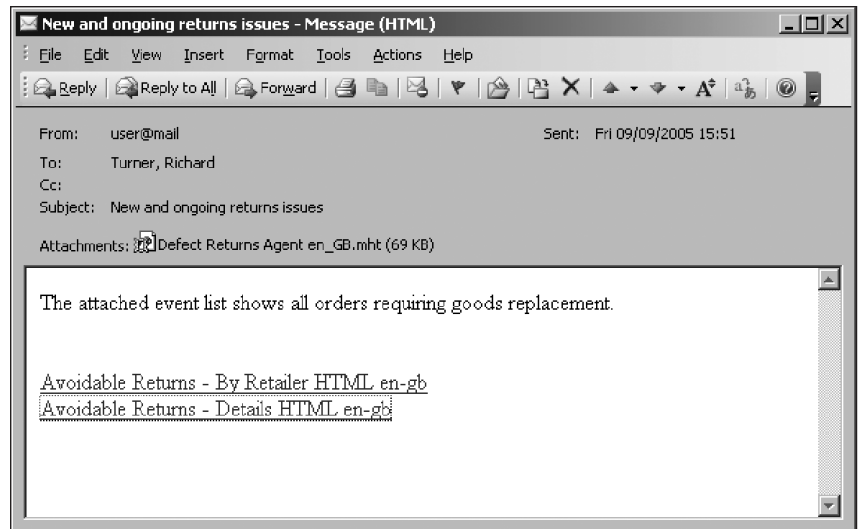 New and ongoing returns issues - Message (HTML)
File Edit View Insert Format Tools Actions Help
Reply Reply to All Forward
From: user@mail Sent: Fri 09/09/2005 15:51
To: Turner, Richard
Cc:
Subject: New and ongoing returns issues
Attachments: Defect Returns Agent en_GB.mht (69 KB)
The attached event list shows all orders requiring goods replacement.
Avoidable Returns - By Retailer HTML en-gb
Avoidable Returns - Details HTML en-gb